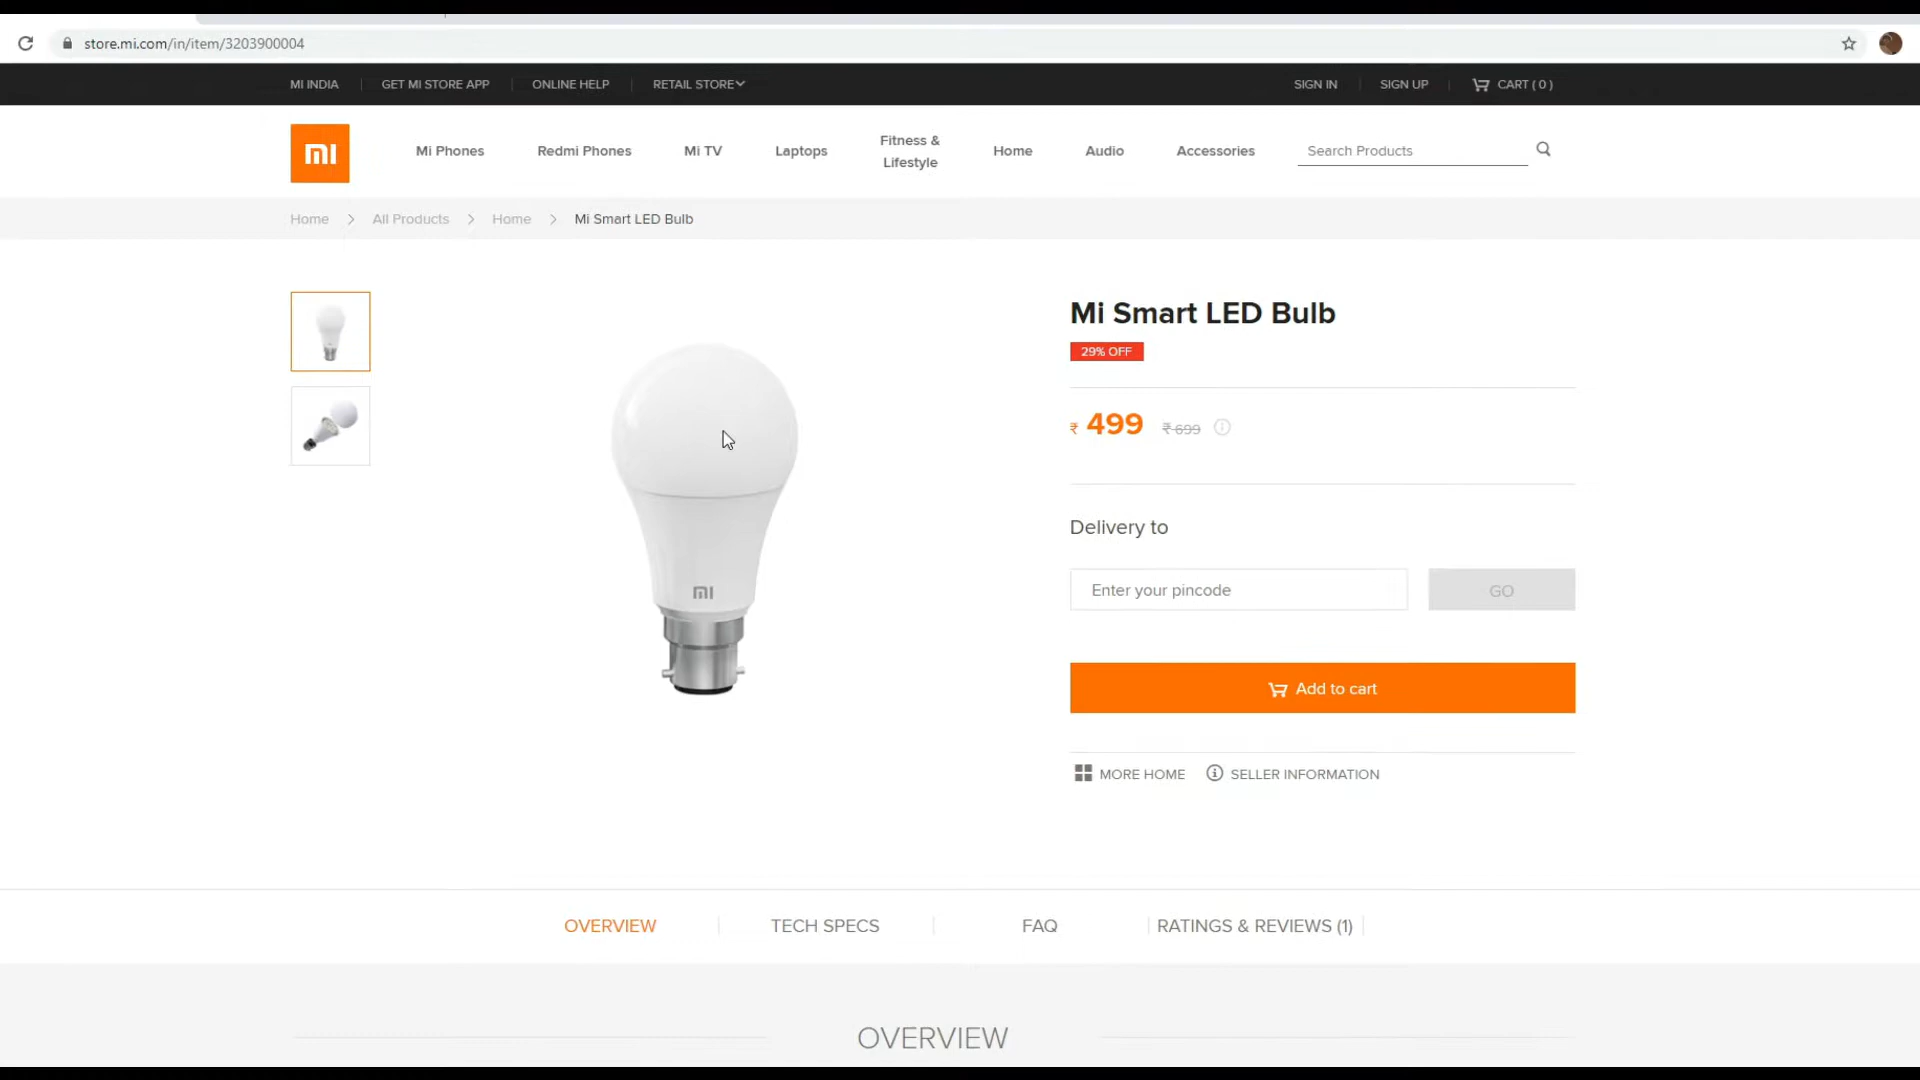 store.mi.com/in/item/3203900004
MI INDIA GET MI STORE APP ONLINE HELP RETAIL STORE SIGN IN SIGN UP CART ( 0 )
mi Mi Phones Redmi Phones Mi TV Laptops Fitness & Lifestyle Home Audio Accessories Search Products
Home > All Products > Home > Mi Smart LED Bulb
Mi Smart LED Bulb
29% OFF
₹ 499 ₹ 699
Delivery to
Enter your pincode GO
mi
Add to cart
MORE HOME SELLER INFORMATION
OVERVIEW TECH SPECS FAQ RATINGS & REVIEWS (1)
OVERVIEW